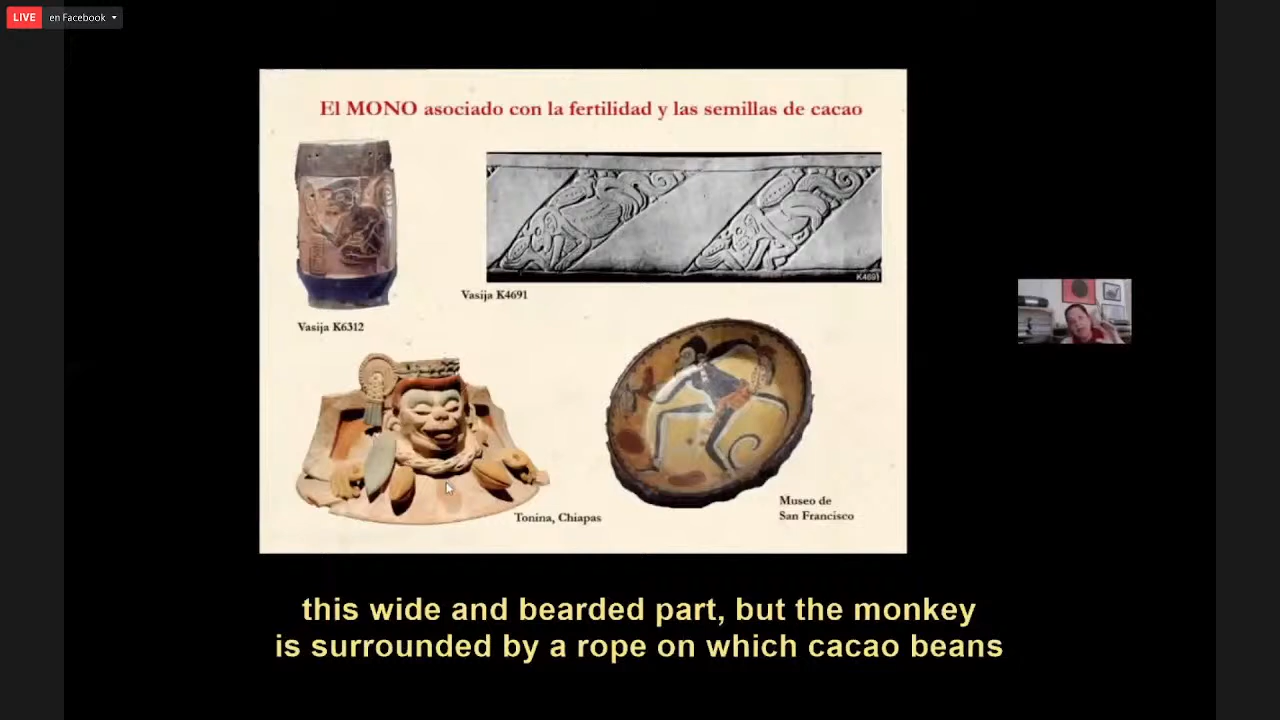 LIVE en Facebook
El MONO asociado con la fertilidad y las semillas de cacao
K4691
Vasija K4691
Vasija K6312
Tonina, Chiapas
Museo de
San Francisco
this wide and bearded part, but the monkey
is surrounded by a rope on which cacao beans